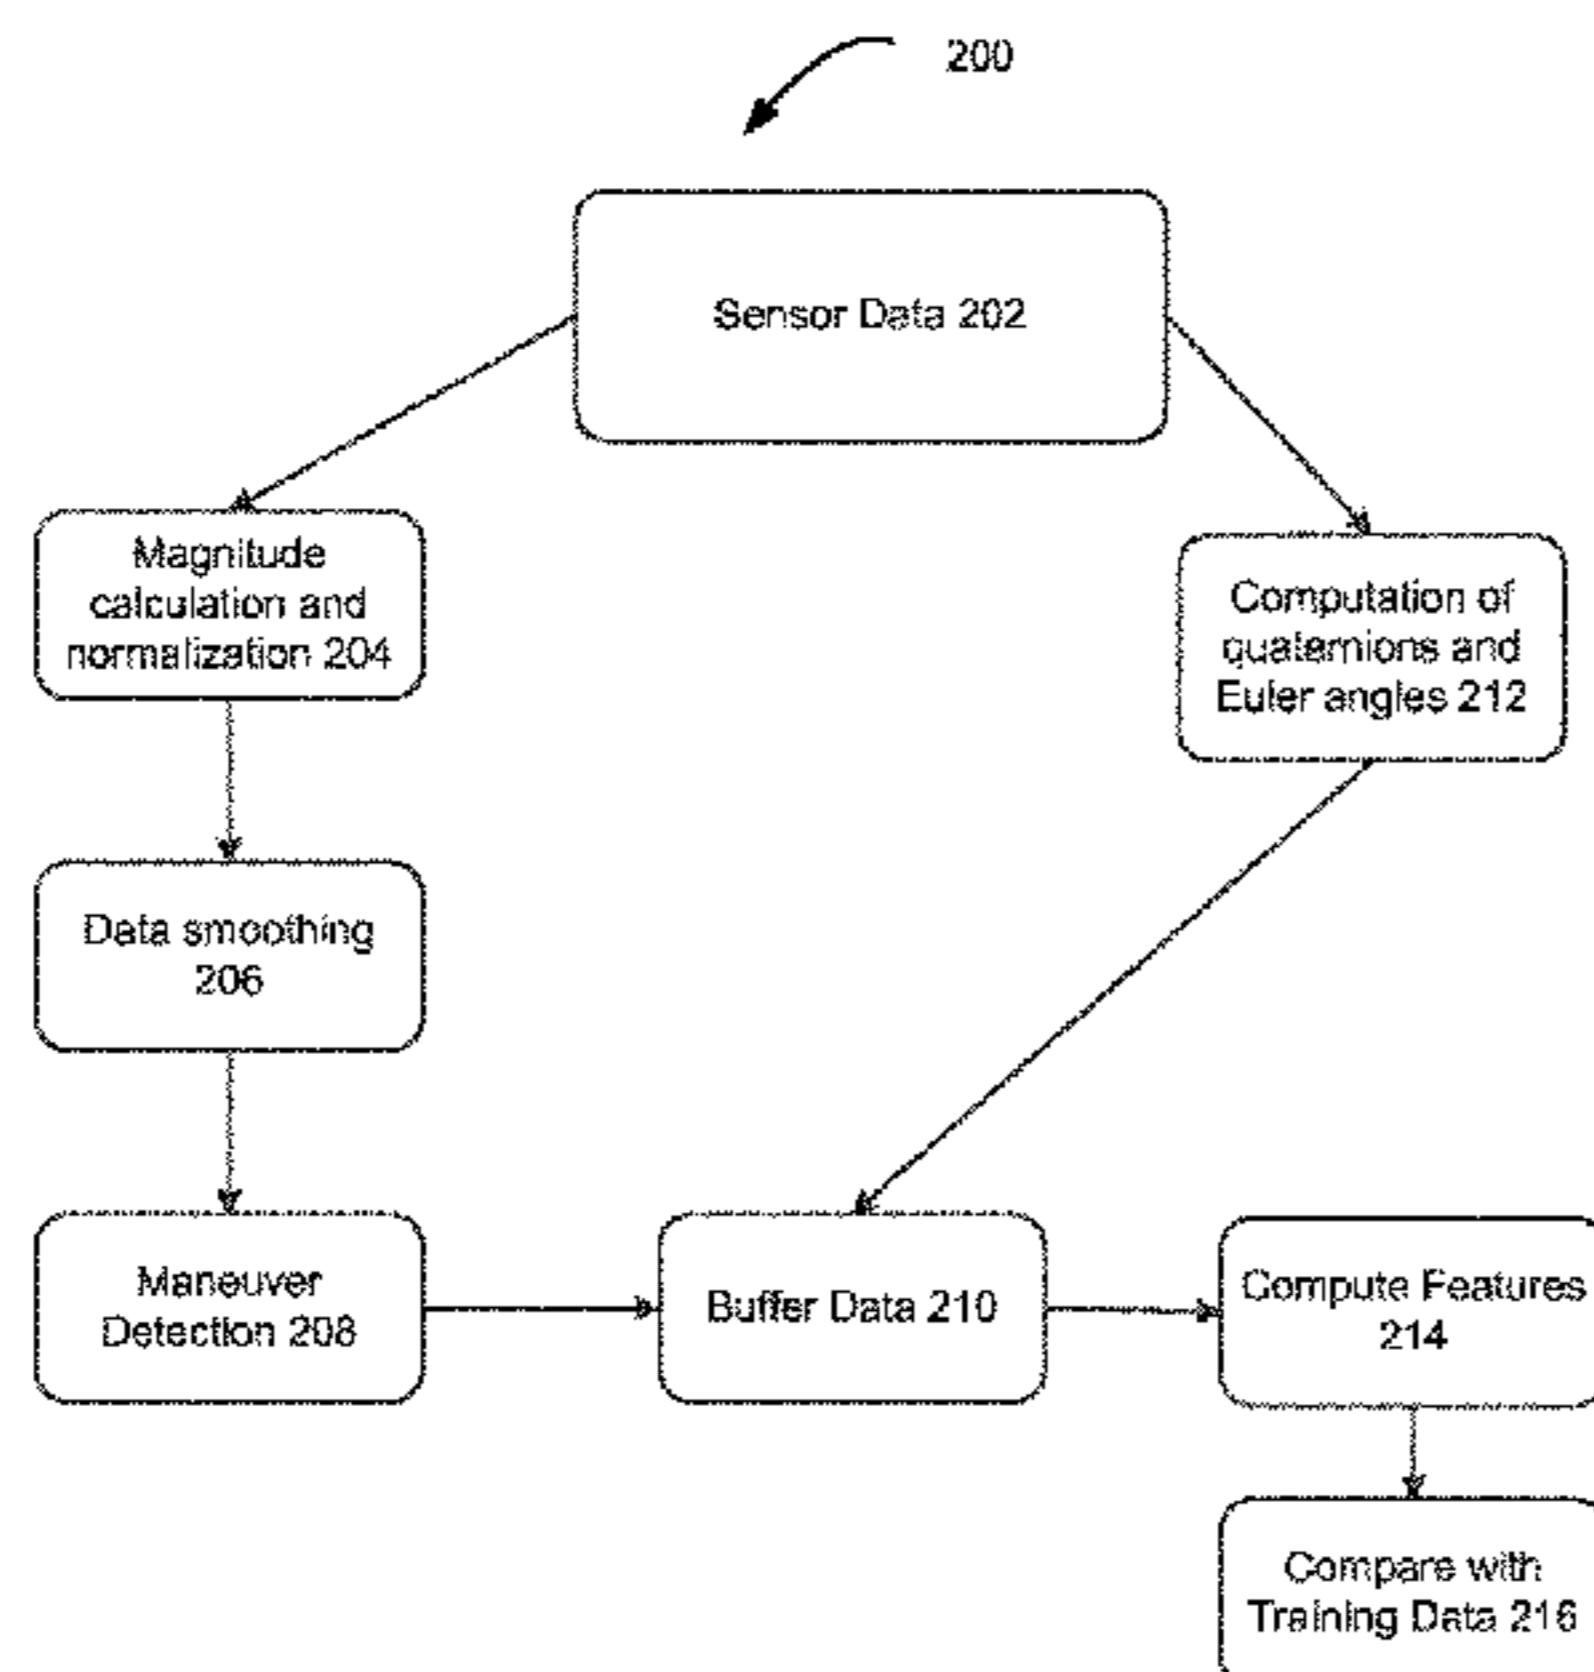 200
Sensor Data 202
Magnitude
calculation and
normalization 204
Computation of
quaternions and
Euler angles 212
Data smoothing
206
Maneuver
Detection 208
Buffer Data 210
Compute Features
214
Compare with
Training Data 216